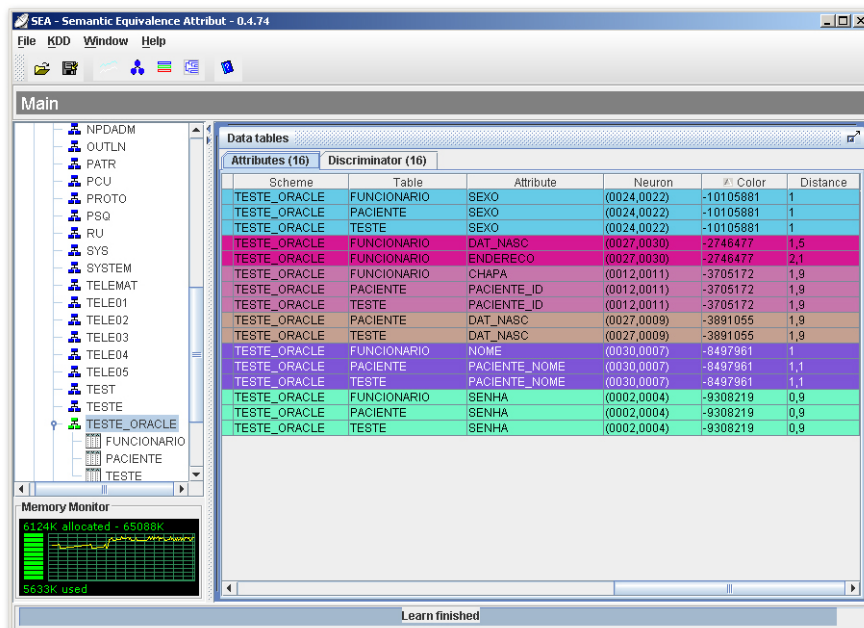 SEA - Semantic Equivalence Attribut - 0.4.74
File KDD Window Help
Main
NPDADM
OUTLN
PATR
PCU
PROTO
PSQ
RU
SYS
SYSTEM
TELEMAT
TELE01
TELE02
TELE03
TELE04
TELE05
TEST
TESTE
TESTE_ORACLE
FUNCIONARIO
PACIENTE
TESTE
Memory Monitor
6124K allocated - 65088K
5633K used
Data tables
Attributes (16) Discriminator (16)
Scheme Table Attribute Neuron Color Distance
TESTE_ORACLE FUNCIONARIO SEXO (0024,0022) -10105881 1
TESTE_ORACLE PACIENTE SEXO (0024,0022) -10105881 1
TESTE_ORACLE TESTE SEXO (0024,0022) -10105881 1
TESTE_ORACLE FUNCIONARIO DAT_NASC (0027,0030) -2746477 1,5
TESTE_ORACLE FUNCIONARIO ENDERECO (0027,0030) -2746477 2,1
TESTE_ORACLE FUNCIONARIO CHAPA (0012,0011) -3705172 1,9
TESTE_ORACLE PACIENTE PACIENTE_ID (0012,0011) -3705172 1,9
TESTE_ORACLE TESTE PACIENTE_ID (0012,0011) -3705172 1,9
TESTE_ORACLE PACIENTE DAT_NASC (0027,0009) -3891055 1,9
TESTE_ORACLE TESTE DAT_NASC (0027,0009) -3891055 1,9
TESTE_ORACLE FUNCIONARIO NOME (0030,0007) -8497961 1
TESTE_ORACLE PACIENTE PACIENTE_NOME (0030,0007) -8497961 1,1
TESTE_ORACLE TESTE PACIENTE_NOME (0030,0007) -8497961 1,1
TESTE_ORACLE FUNCIONARIO SENHA (0002,0004) -9308219 0,9
TESTE_ORACLE PACIENTE SENHA (0002,0004) -9308219 0,9
TESTE_ORACLE TESTE SENHA (0002,0004) -9308219 0,9
Learn finished